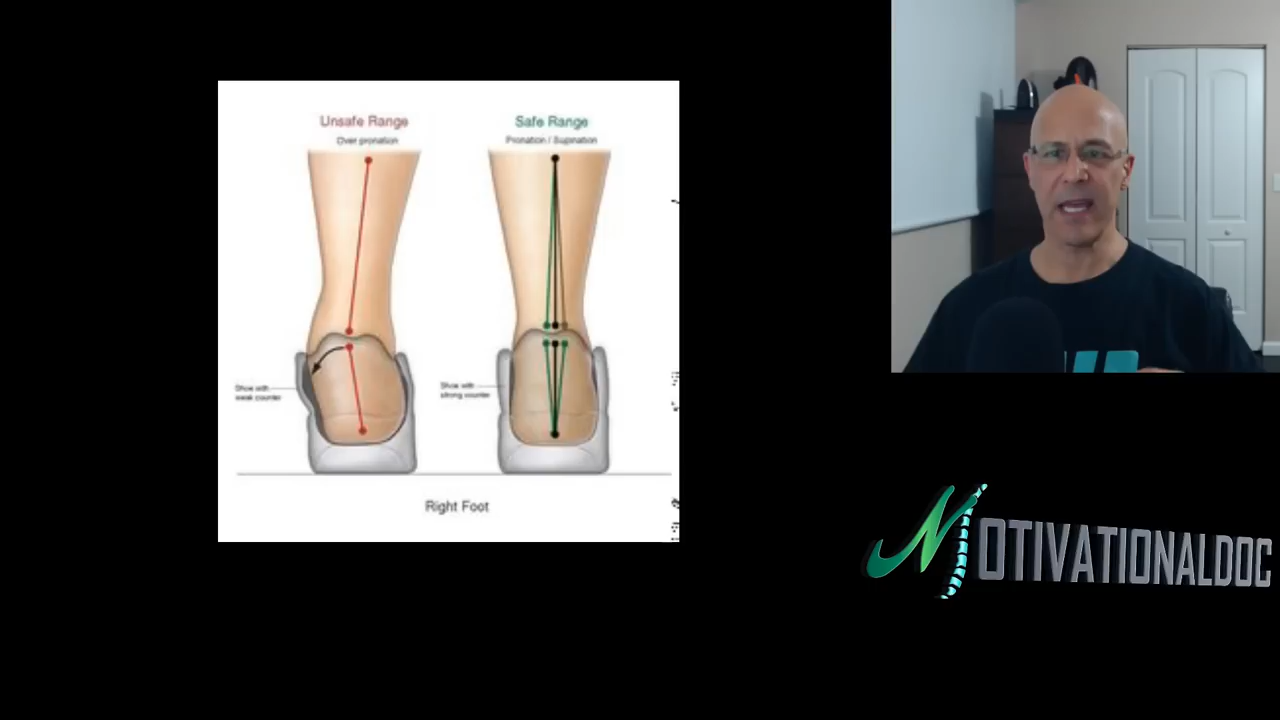 Unsafe Range
Over pronation
Safe Range
Pronation / Supination
Shoe with
weak counter
Shoe with
strong counter
Right Foot
MOTIVATIONALDOC